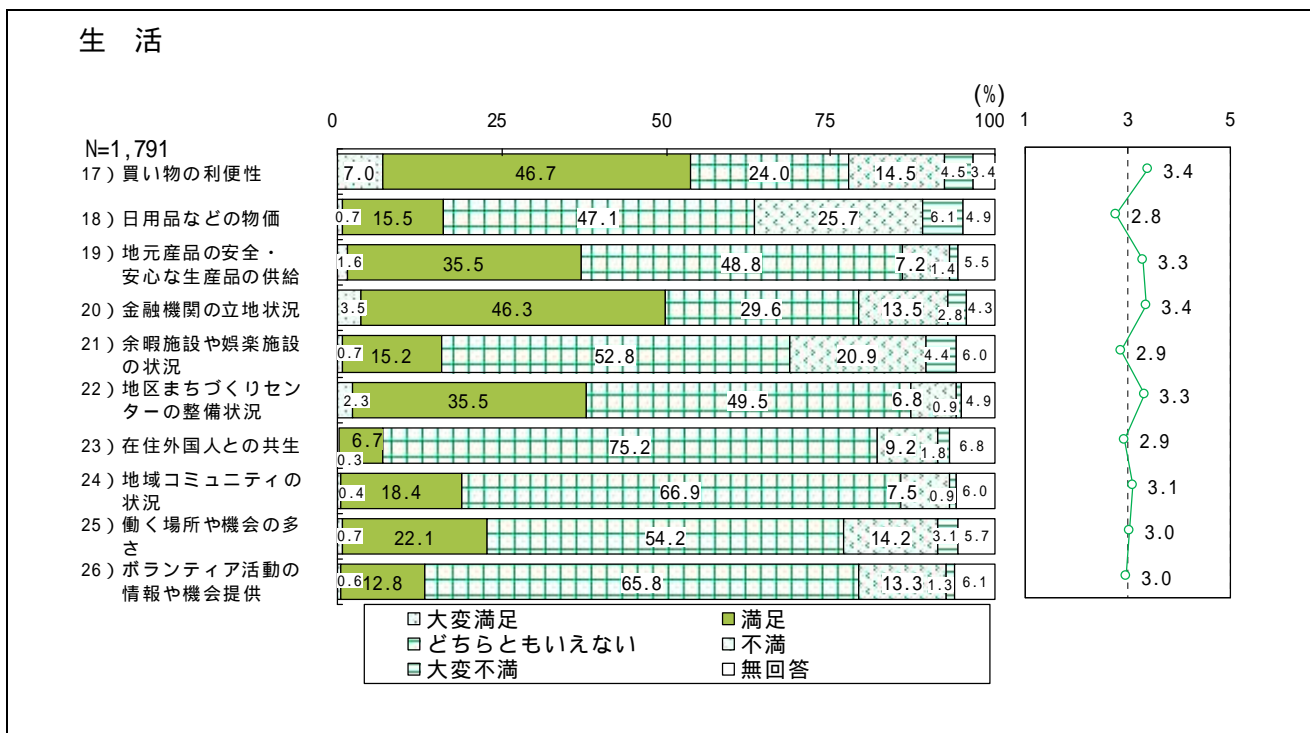 生 活
(%)
0 25 50 75 100 1 3 5
N=1,791
17）買い物の利便性 7.0 46.7 24.0 14.5 4.5 3.4 3.4
18）日用品などの物価 0.7 15.5 47.1 25.7 6.1 4.9 2.8
19）地元産品の安全・
安心な生産品の供給 1.6 35.5 48.8 7.2 1.4 5.5 3.3
20）金融機関の立地状況 3.5 46.3 29.6 13.5 2.8 4.3 3.4
21）余暇施設や娯楽施設
の状況 0.7 15.2 52.8 20.9 4.4 6.0 2.9
22）地区まちづくりセン
ターの整備状況 2.3 35.5 49.5 6.8 0.9 4.9 3.3
23）在住外国人との共生 0.3 6.7 75.2 9.2 1.8 6.8 2.9
24）地域コミュニティの
状況 0.4 18.4 66.9 7.5 0.9 6.0 3.1
25）働く場所や機会の多
さ 0.7 22.1 54.2 14.2 3.1 5.7 3.0
26）ボランティア活動の
情報や機会提供 0.6 12.8 65.8 13.3 1.3 6.1 3.0
大変満足 満足
どちらともいえない 不満
大変不満 無回答